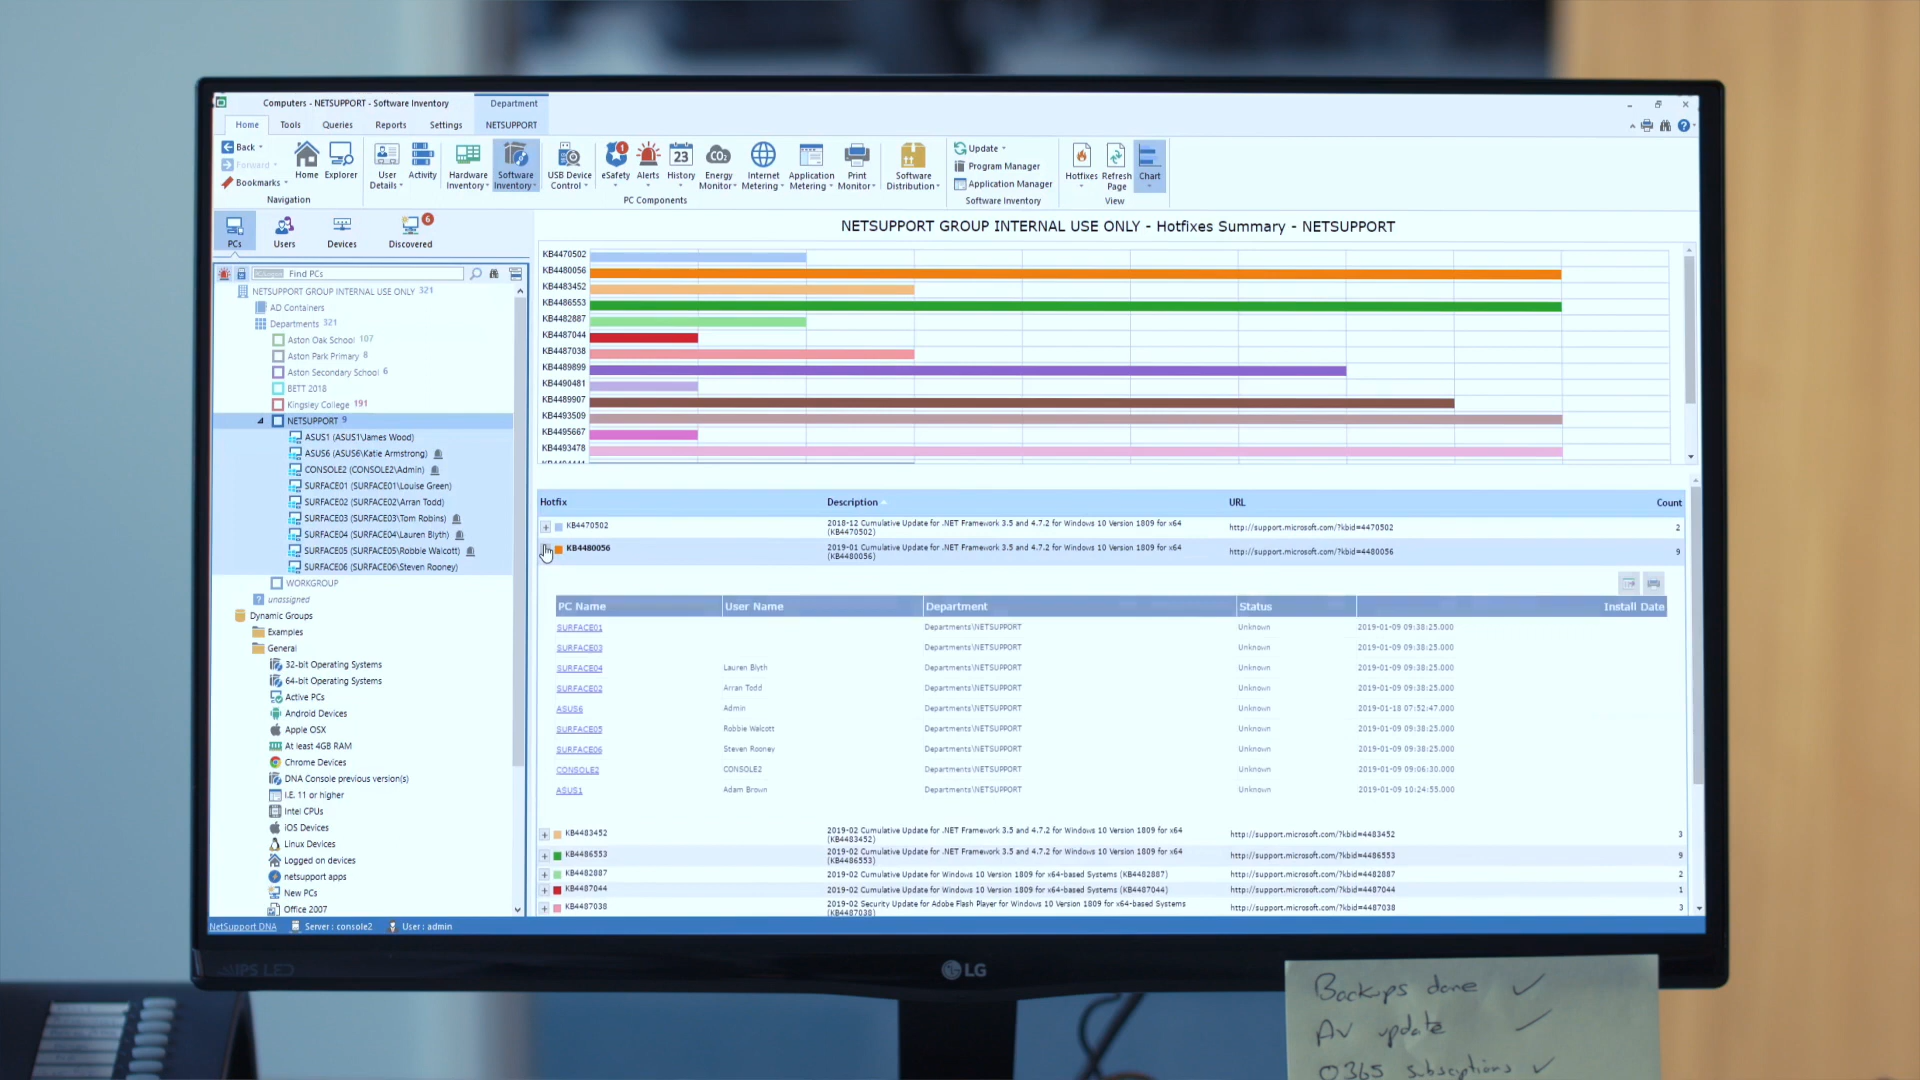 Computers - NETSUPPORT - Software Inventory
Department
Home Tools Queries Reports Settings NETSUPPORT
Back
Forward
Bookmarks
Home
Explorer
Navigation
User Details
Activity
Hardware Inventory
Software Inventory
USB Device Control
eSafety
1
Alerts
23
History
CO2
Energy Monitor
Internet Metering
Application Metering
Print Monitor
PC Components
Software Distribution
Update
Program Manager
Application Manager
Software Inventory
Hotfixes
Refresh Page
Chart
View
PCs
Users
Devices
Discovered
6
Find PCs
NETSUPPORT GROUP INTERNAL USE ONLY 321
AD Containers
Departments 321
Aston Oak School 107
Aston Park Primary 8
Aston Secondary School 6
BETT 2018
Kingsley College 191
NETSUPPORT 9
ASUS1 (ASUS1\James Wood)
ASUS6 (ASUS6\Katie Armstrong)
CONSOLE2 (CONSOLE2\Admin)
SURFACE01 (SURFACE01\Louise Green)
SURFACE02 (SURFACE02\Arran Todd)
SURFACE03 (SURFACE03\Tom Robins)
SURFACE04 (SURFACE04\Lauren Blyth)
SURFACE05 (SURFACE05\Robbie Walcott)
SURFACE06 (SURFACE06\Steven Rooney)
WORKGROUP
unassigned
Dynamic Groups
Examples
General
32-bit Operating Systems
64-bit Operating Systems
Active PCs
Android Devices
Apple OSX
At least 4GB RAM
Chrome Devices
DNA Console previous version(s)
I.E. 11 or higher
Intel CPUs
iOS Devices
Linux Devices
Logged on devices
netsupport apps
New PCs
Office 2007
NETSUPPORT GROUP INTERNAL USE ONLY - Hotfixes Summary - NETSUPPORT
KB4470502
KB4480056
KB4483452
KB4486553
KB4482887
KB4487044
KB4487038
KB4489899
KB4490481
KB4489907
KB4493509
KB4495667
KB4493478
Hotfix Description URL Count
KB4470502 2018-12 Cumulative Update for .NET Framework 3.5 and 4.7.2 for Windows 10 Version 1809 for x64 (KB4470502) http://support.microsoft.com/?kbid=4470502 2
KB4480056 2019-01 Cumulative Update for .NET Framework 3.5 and 4.7.2 for Windows 10 Version 1809 for x64 (KB4480056) http://support.microsoft.com/?kbid=4480056 9
PC Name User Name Department Status Install Date
SURFACE01 Departments\NETSUPPORT Unknown 2019-01-09 09:38:25.000
SURFACE03 Departments\NETSUPPORT Unknown 2019-01-09 09:38:25.000
SURFACE04 Lauren Blyth Departments\NETSUPPORT Unknown 2019-01-09 09:38:25.000
SURFACE02 Arran Todd Departments\NETSUPPORT Unknown 2019-01-09 09:38:25.000
ASUS6 Admin Departments\NETSUPPORT Unknown 2019-01-18 07:52:47.000
SURFACE05 Robbie Walcott Departments\NETSUPPORT Unknown 2019-01-09 09:38:25.000
SURFACE06 Steven Rooney Departments\NETSUPPORT Unknown 2019-01-09 09:38:25.000
CONSOLE2 CONSOLE2 Departments\NETSUPPORT Unknown 2019-01-09 09:06:30.000
ASUS1 Adam Brown Departments\NETSUPPORT Unknown 2019-01-09 10:24:55.000
KB4483452 2019-02 Cumulative Update for .NET Framework 3.5 and 4.7.2 for Windows 10 Version 1809 for x64 (KB4483452) http://support.microsoft.com/?kbid=4483452 3
KB4486553 2019-02 Cumulative Update for .NET Framework 3.5 and 4.7.2 for Windows 10 Version 1809 for x64 (KB4486553) http://support.microsoft.com/?kbid=4486553 9
KB4482887 2019-02 Cumulative Update for Windows 10 Version 1809 for x64-based Systems (KB4482887) http://support.microsoft.com/?kbid=4482887 2
KB4487044 2019-02 Cumulative Update for Windows 10 Version 1809 for x64-based Systems (KB4487044) http://support.microsoft.com/?kbid=4487044 1
KB4487038 2019-02 Security Update for Adobe Flash Player for Windows 10 Version 1809 for x64-based Systems (KB4487038) http://support.microsoft.com/?kbid=4487038 3
NetSupport DNA Server : console2 User : admin
IPS LED
LG
Backups done ✓
AV update ✓
O365 subscriptions ✓